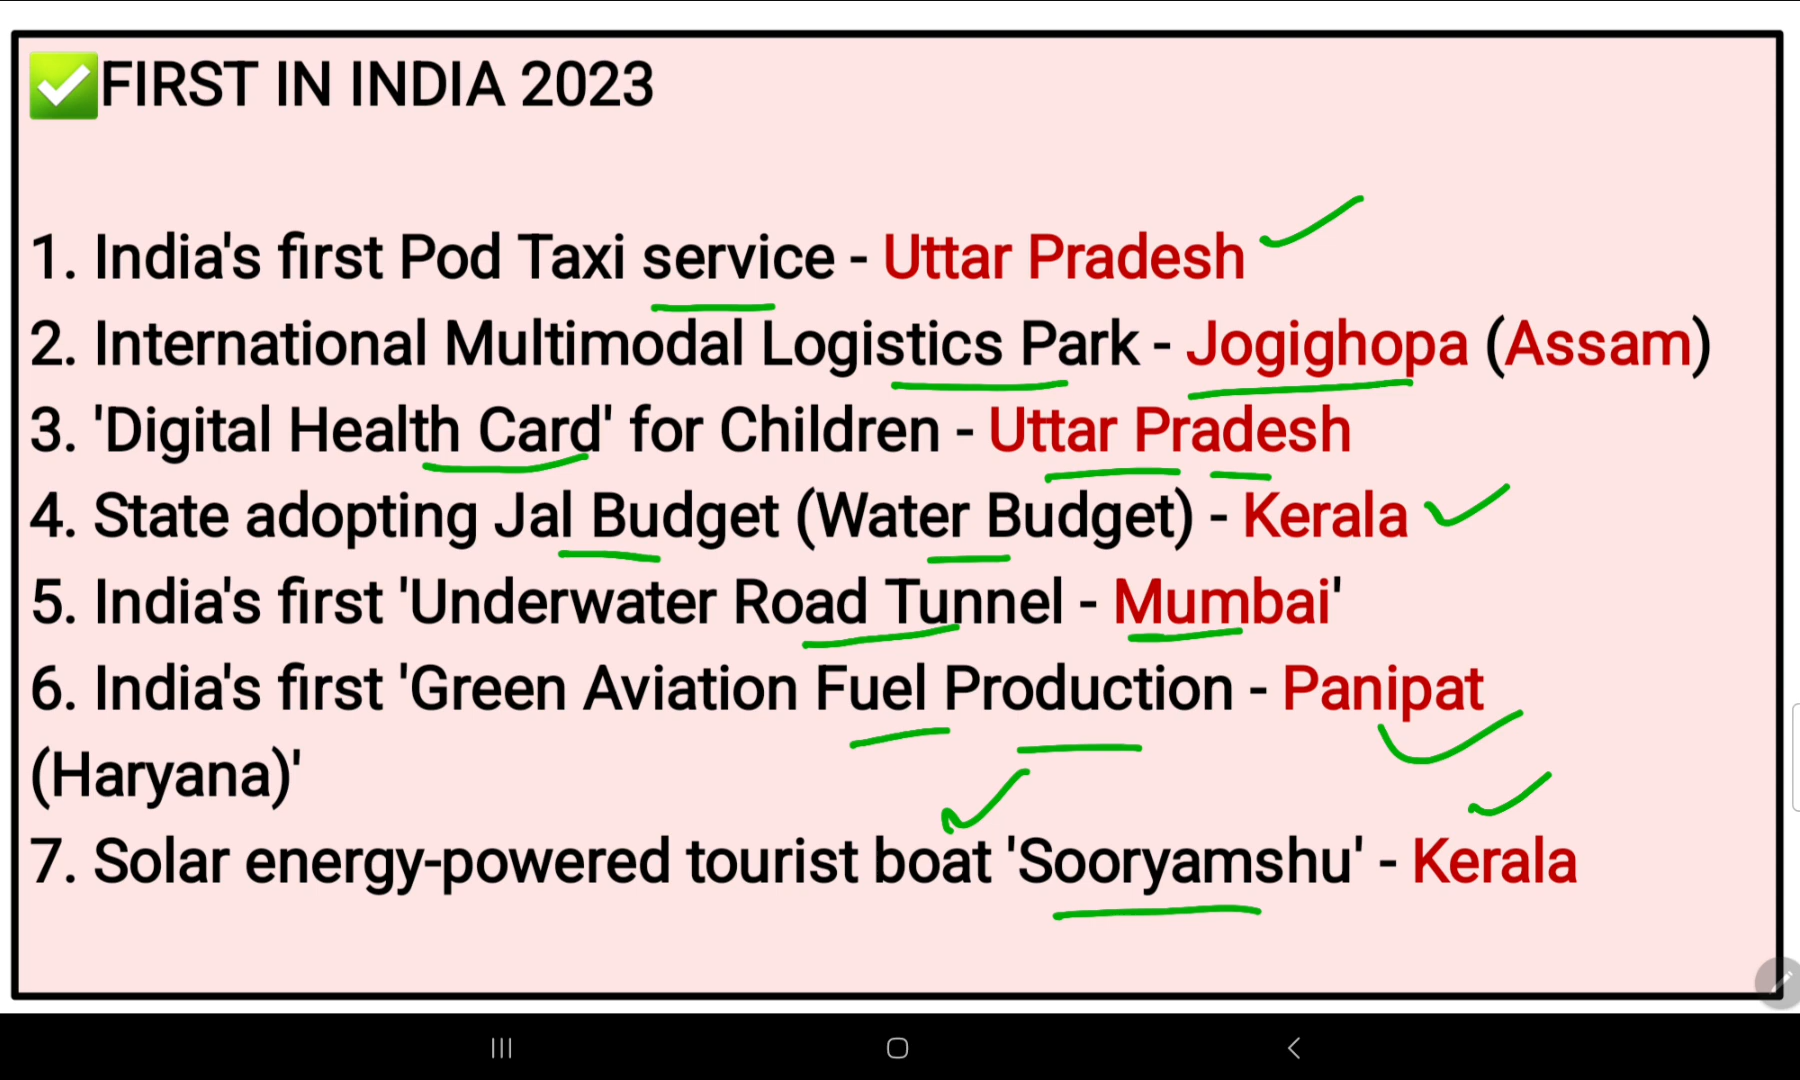 ✅FIRST IN INDIA 2023
1. India's first Pod Taxi service - Uttar Pradesh
2. International Multimodal Logistics Park - Jogighopa (Assam)
3. 'Digital Health Card' for Children - Uttar Pradesh
4. State adopting Jal Budget (Water Budget) - Kerala
5. India's first 'Underwater Road Tunnel - Mumbai'
6. India's first 'Green Aviation Fuel Production - Panipat
(Haryana)'
7. Solar energy-powered tourist boat 'Sooryamshu' - Kerala